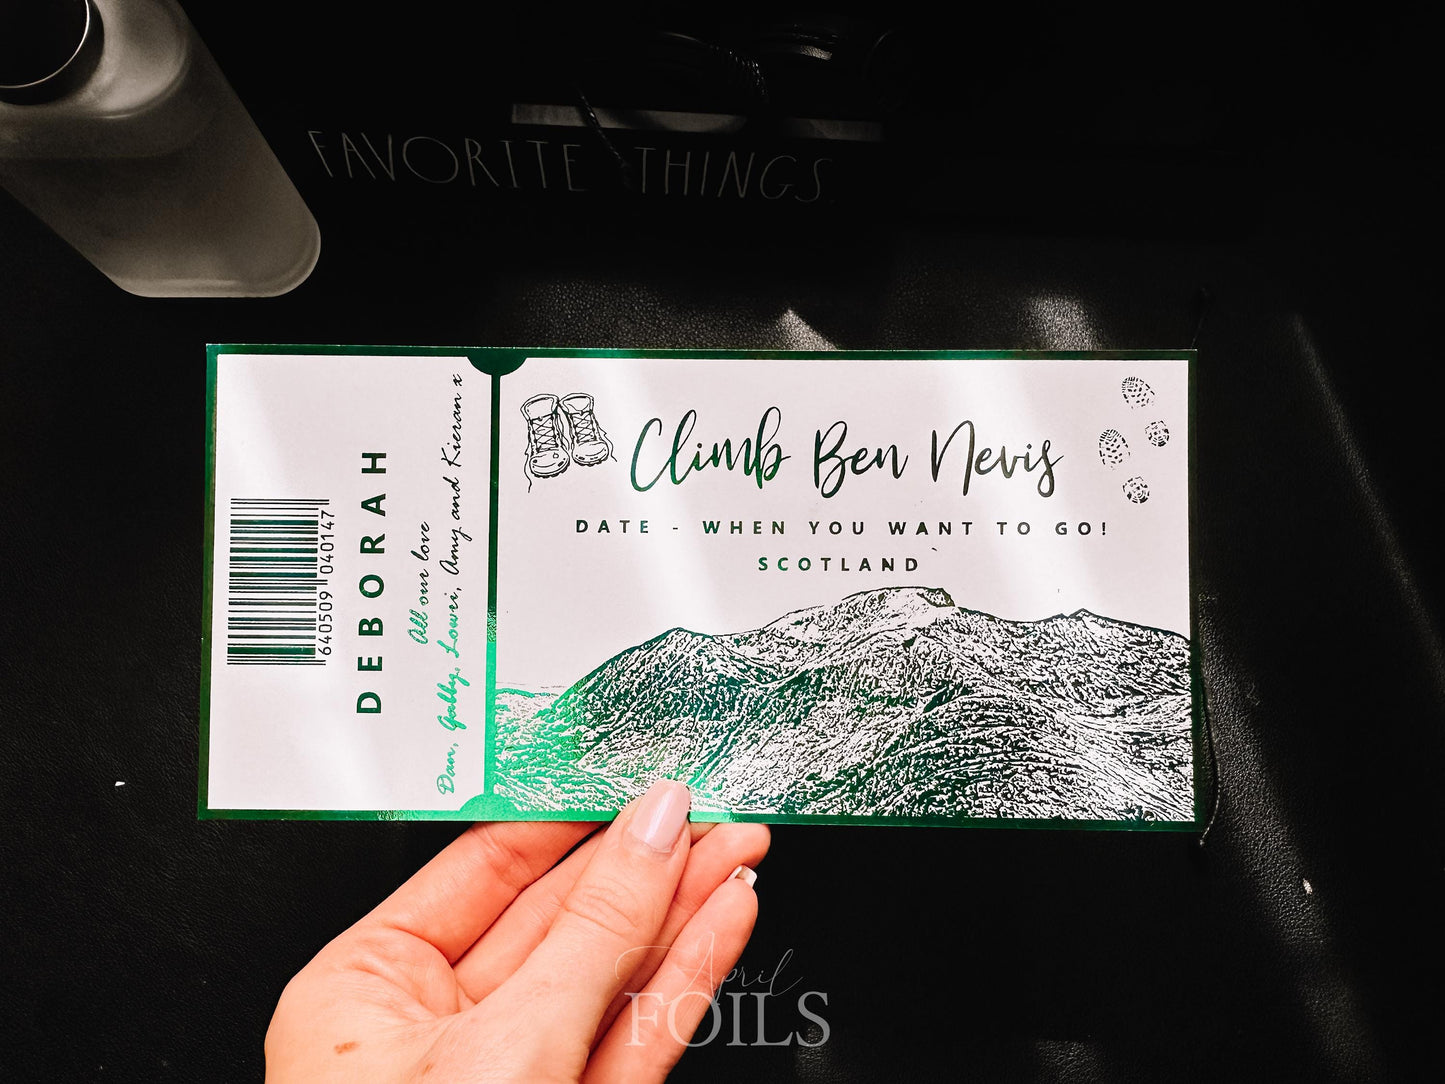 FAVORITE THINGS.
6 640509 040147
DEBORAH
All our love
Dan, Gabby, Lowri, Amy and Kieran x
Climb Ben Nevis
DATE - WHEN YOU WANT TO GO!
SCOTLAND
April
FOILS